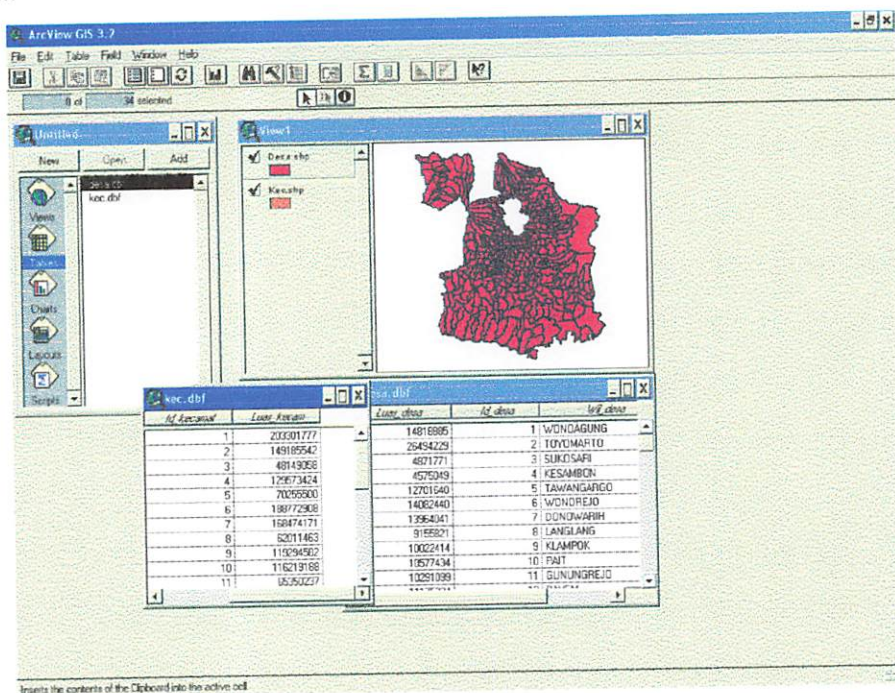 ArcView GIS 3.2
File Edit Table Field Window Help
0 of 34 selected
Untitled
New Open Add
kec.dbf
Views
Tables
Charts
Layouts
Scripts
View1
Desa.shp
Kec.shp
kec.dbf
Id_kecamat Luas_kecam
1 203301777
2 149185542
3 48149058
4 129573424
5 70255500
6 188772908
7 168474171
8 62011463
9 119294502
10 116219188
11
esa.dbf
Luas_desa Id_desa Wil_desa
14818885 1 WONOAGUNG
26494229 2 TOYOMARTO
4871771 3 SUKOSARI
4575049 4 KESAMBON
12701640 5 TAWANGARGO
14082440 6 WONOREJO
13964041 7 DONOWARIH
9155821 8 LANGLANG
10022414 9 KLAMPOK
10577434 10 PAIT
10291099 11 GUNUNGREJO
Inserts the contents of the Clipboard into the active cell